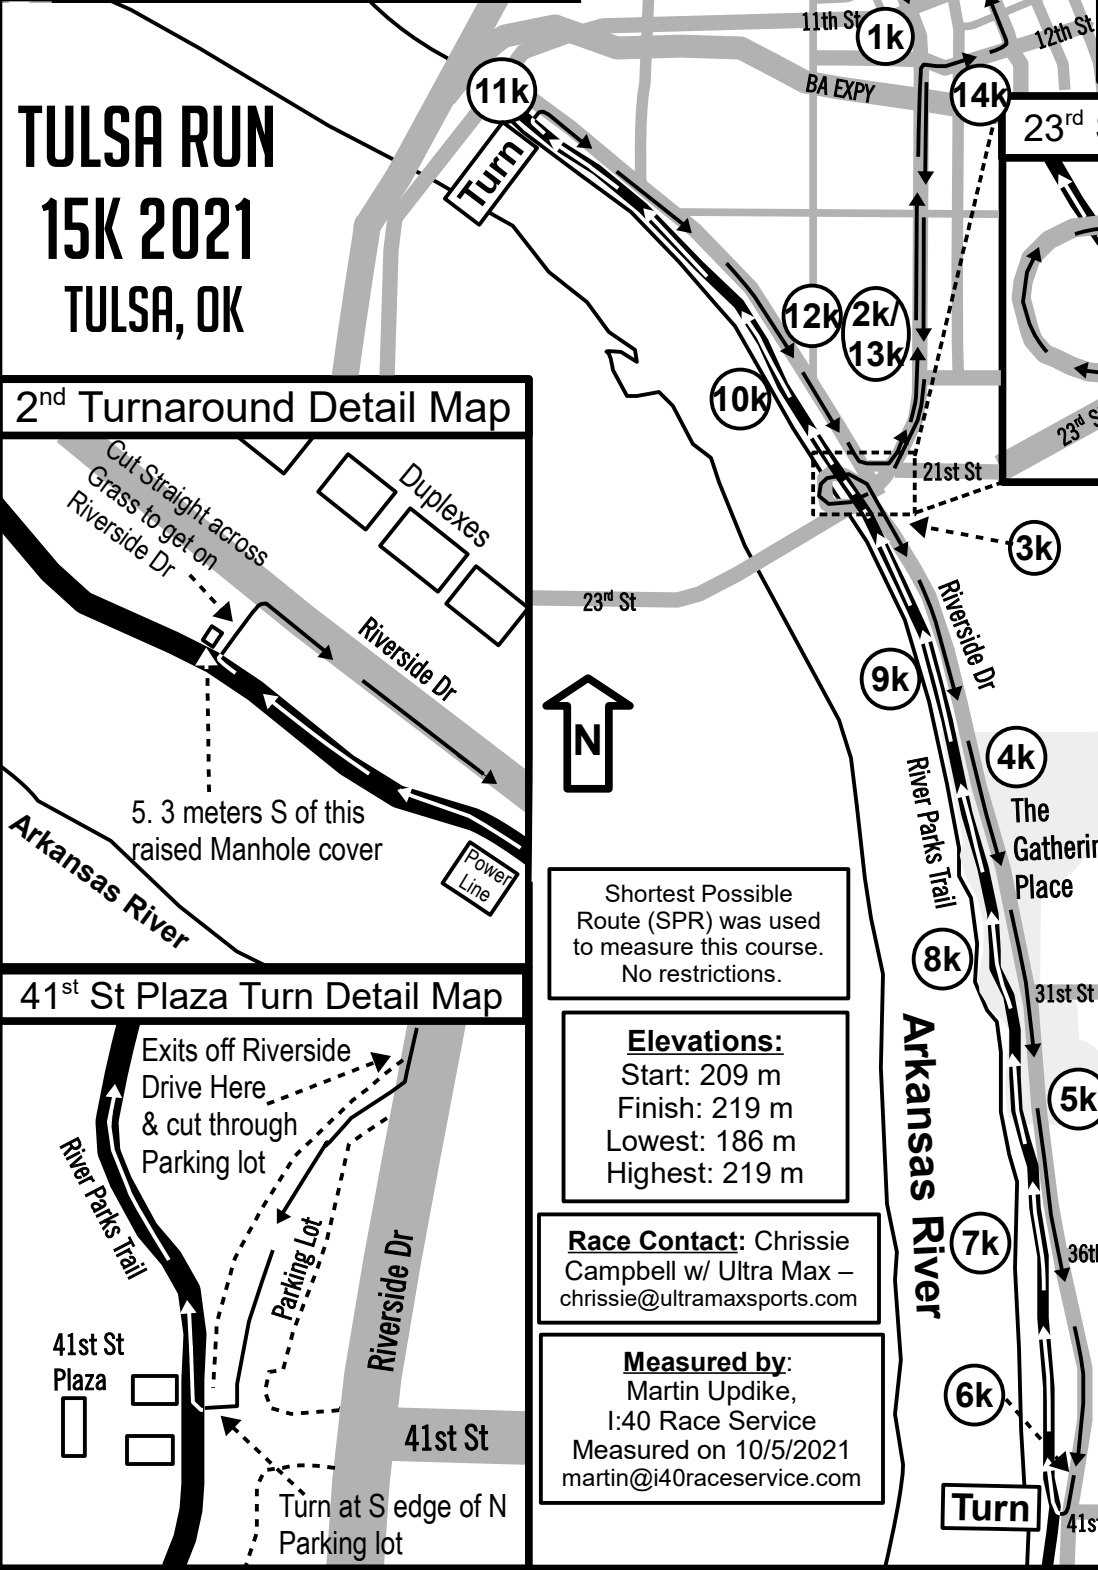 TULSA RUN
15K 2021
TULSA, OK
11th St
1k
12th St
BA EXPY
14k
11k
Turn
23rd
12k
2k/
13k
10k
23rd S
21st St
3k
23rd St
Riverside Dr
9k
N
4k
River Parks Trail
The
Gatherin
Place
8k
31st St
5k
Arkansas River
7k
36th
6k
Turn
41s
2nd Turnaround Detail Map
Cut Straight across
Grass to get on
Riverside Dr
Duplexes
Riverside Dr
5. 3 meters S of this
raised Manhole cover
Power
Line
Arkansas River
41st St Plaza Turn Detail Map
Exits off Riverside
Drive Here
& cut through
Parking lot
River Parks Trail
Parking Lot
Riverside Dr
41st St
Plaza
41st St
Turn at S edge of N
Parking lot
Shortest Possible
Route (SPR) was used
to measure this course.
No restrictions.
Elevations:
Start: 209 m
Finish: 219 m
Lowest: 186 m
Highest: 219 m
Race Contact: Chrissie
Campbell w/ Ultra Max –
chrissie@ultramaxsports.com
Measured by:
Martin Updike,
I:40 Race Service
Measured on 10/5/2021
martin@i40raceservice.com